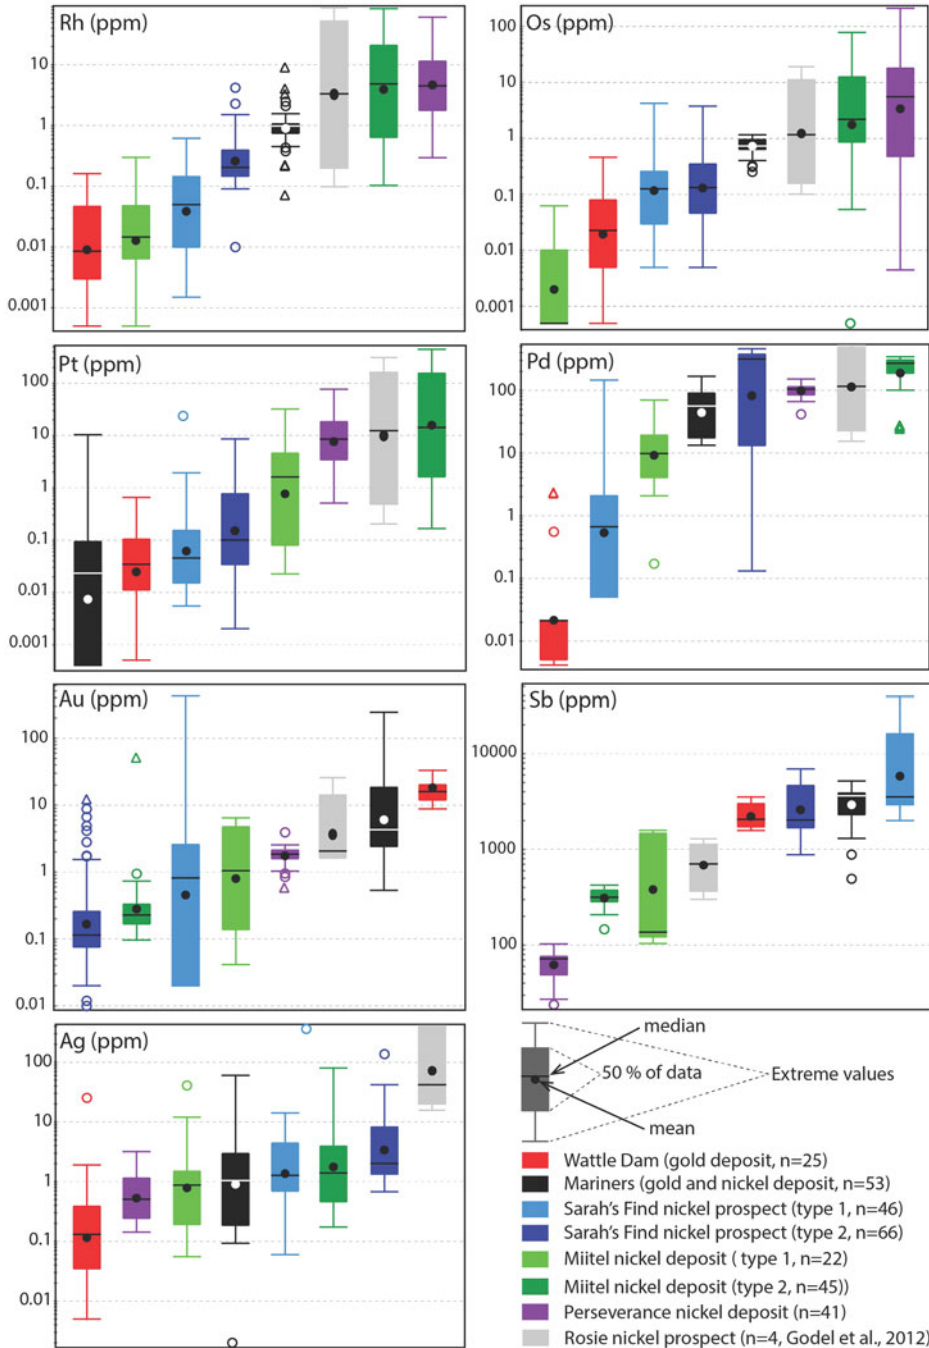 Rh (ppm)
10
1
0.1
0.01
0.001
Os (ppm)
100
10
1
0.1
0.01
0.001
Pt (ppm)
100
10
1
0.1
0.01
0.001
Pd (ppm)
100
10
1
0.1
0.01
Au (ppm)
100
10
1
0.1
0.01
Sb (ppm)
10000
1000
100
Ag (ppm)
100
10
1
0.1
0.01
median
50 % of data
Extreme values
mean
Wattle Dam (gold deposit, n=25)
Mariners (gold and nickel deposit, n=53)
Sarah's Find nickel prospect (type 1, n=46)
Sarah's Find nickel prospect (type 2, n=66)
Miitel nickel deposit ( type 1, n=22)
Miitel nickel deposit (type 2, n=45))
Perseverance nickel deposit (n=41)
Rosie nickel prospect (n=4, Godel et al., 2012)